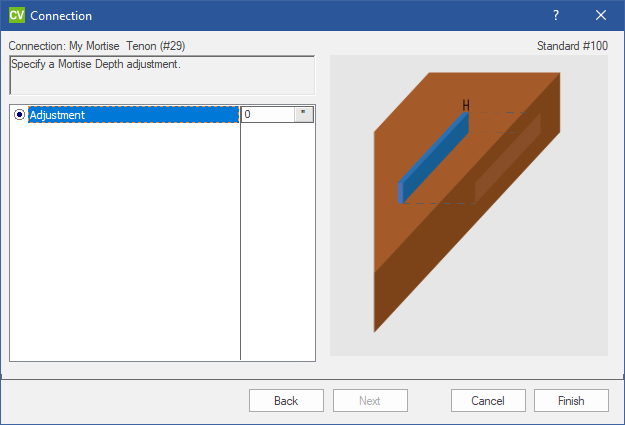 CV Connection ? ×
Connection: My Mortise  Tenon (#29) Standard #100
Specify a Mortise Depth adjustment.
Adjustment 0 "
H
Back Next Cancel Finish